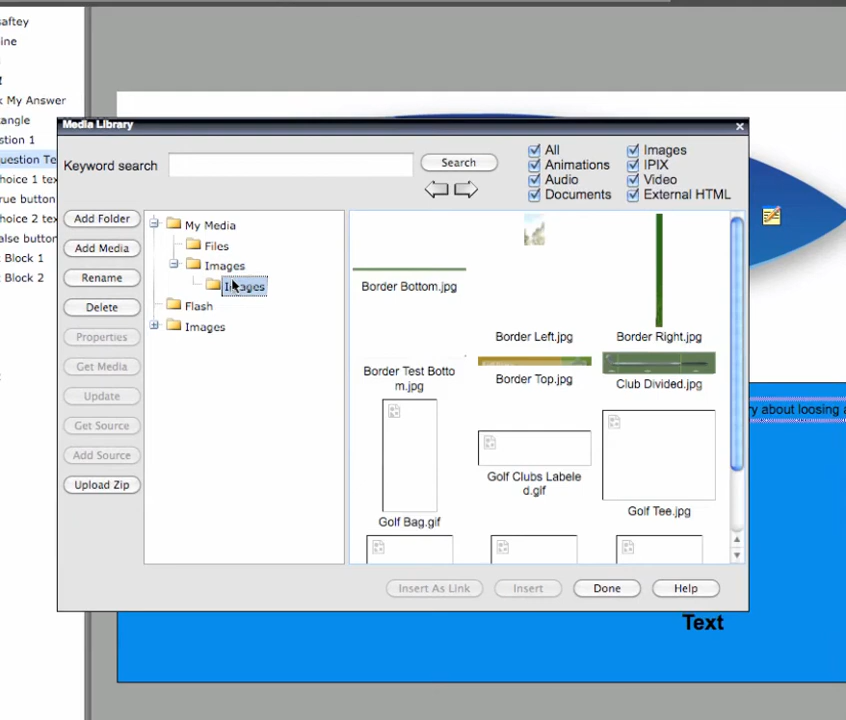 saftey
ine
k My Answer
angle
stion 1
uestion Te
hoice 1 tex
rue button
hoice 2 tex
alse button
t Block 1
t Block 2
Media Library
Keyword search
Search
All
Images
Animations
IPIX
Audio
Video
Documents
External HTML
Add Folder
Add Media
Rename
Delete
Properties
Get Media
Update
Get Source
Add Source
Upload Zip
My Media
Files
Images
Images
Flash
Images
Border Bottom.jpg
Border Left.jpg
Border Right.jpg
Border Test Botto
m.jpg
Border Top.jpg
Club Divided.jpg
Golf Bag.gif
Golf Clubs Labele
d.gif
Golf Tee.jpg
Insert As Link
Insert
Done
Help
ry about loosing a
Text